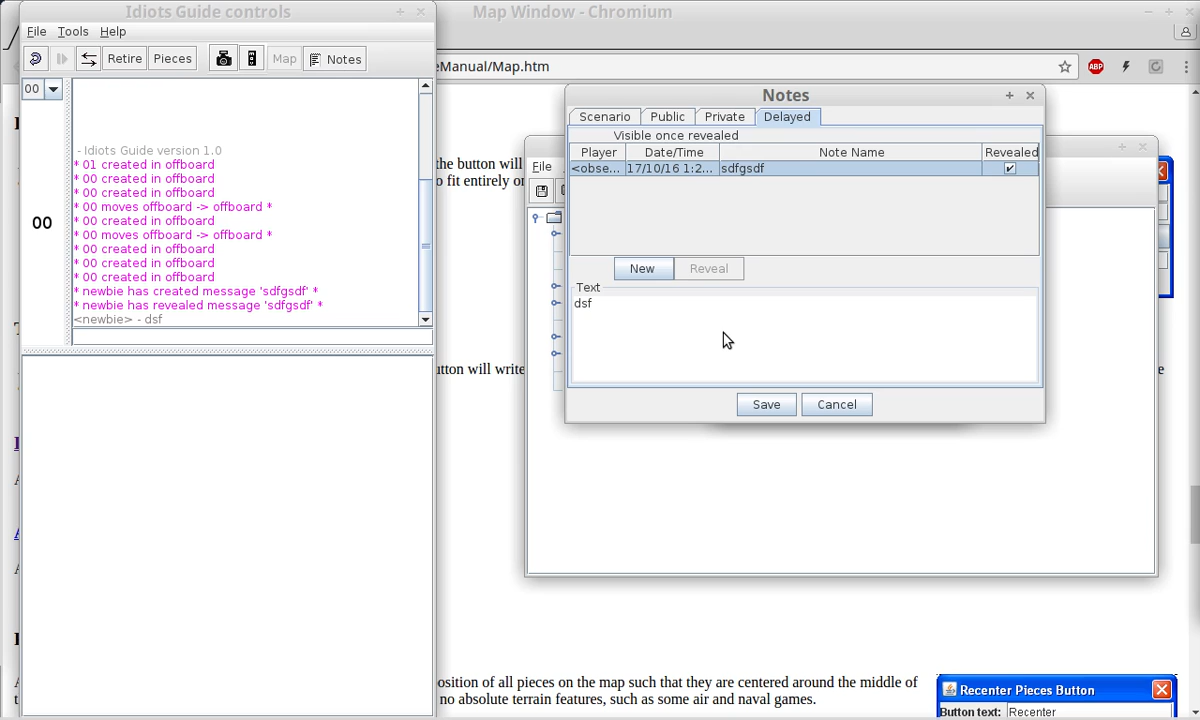 Idiots Guide controls
File Tools Help
Retire Pieces Map Notes
00
- Idiots Guide version 1.0
* 01 created in offboard
* 00 created in offboard
* 00 created in offboard
* 00 moves offboard -> offboard *
* 00 created in offboard
* 00 moves offboard -> offboard *
* 00 created in offboard
* 00 created in offboard
* 00 created in offboard
* newbie has created message 'sdfgsdf' *
* newbie has revealed message 'sdfgsdf' *
<newbie> - dsf
00
Map Window - Chromium
eManual/Map.htm
ABP
the button will
o fit entirely
File
Notes
Scenario Public Private Delayed
Visible once revealed
Player Date/Time Note Name Revealed
<obse... 17/10/16 1:2... sdfgsdf
New Reveal
Text
dsf
Save Cancel
utton will write
osition of all pieces on the map such that they are centered around the middle of
no absolute terrain features, such as some air and naval games.
Recenter Pieces Button
Button text: Recenter